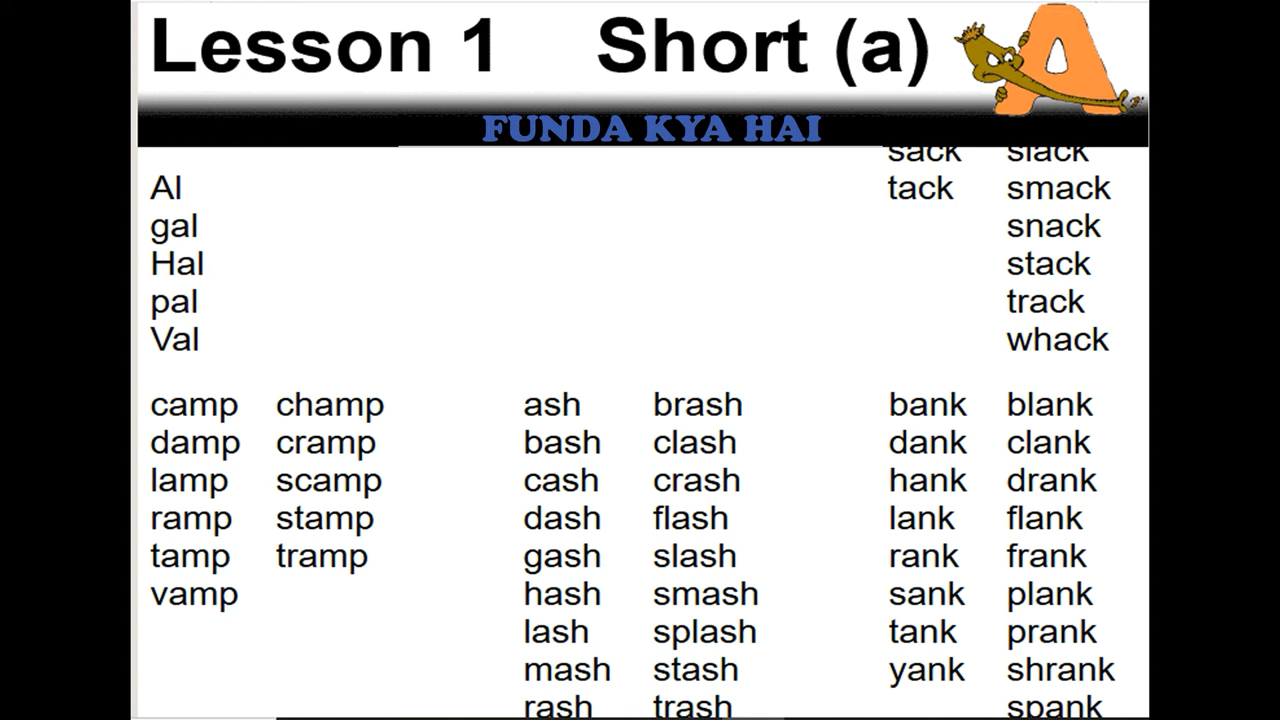 Lesson 1 Short (a)
FUNDA KYA HAI
sack slack
Al tack smack
gal snack
Hal stack
pal track
Val whack
camp champ ash brash bank blank
damp cramp bash clash dank clank
lamp scamp cash crash hank drank
ramp stamp dash flash lank flank
tamp tramp gash slash rank frank
vamp hash smash sank plank
lash splash tank prank
mash stash yank shrank
rash trash spank